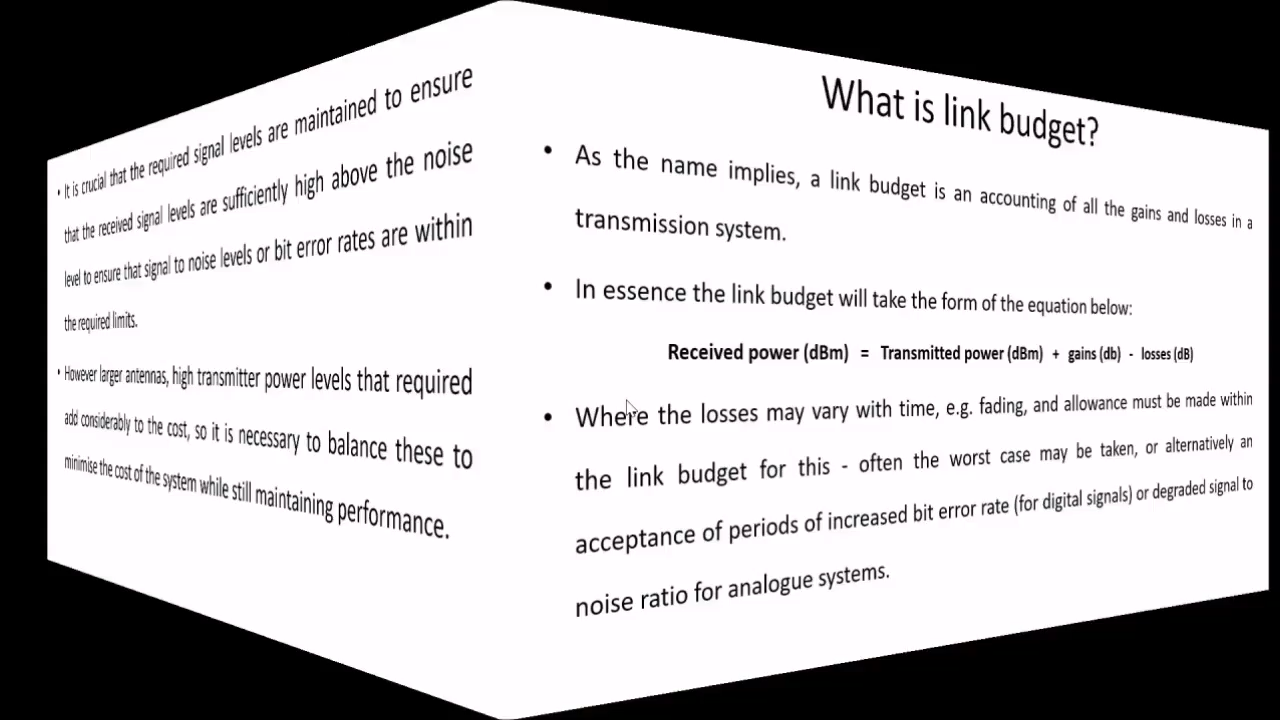 • It is crucial that the required signal levels are maintained to ensure
that the received signal levels are sufficiently high above the noise
level to ensure that signal to noise levels or bit error rates are within
the required limits.
• However larger antennas, high transmitter power levels that required
add considerably to the cost, so it is necessary to balance these to
minimise the cost of the system while still maintaining performance.
What is link budget?
• As the name implies, a link budget is an accounting of all the gains and losses in a
transmission system.
• In essence the link budget will take the form of the equation below:
Received power (dBm) = Transmitted power (dBm) + gains (db) - losses (dB)
• Where the losses may vary with time, e.g. fading, and allowance must be made within
the link budget for this - often the worst case may be taken, or alternatively an
acceptance of periods of increased bit error rate (for digital signals) or degraded signal to
noise ratio for analogue systems.